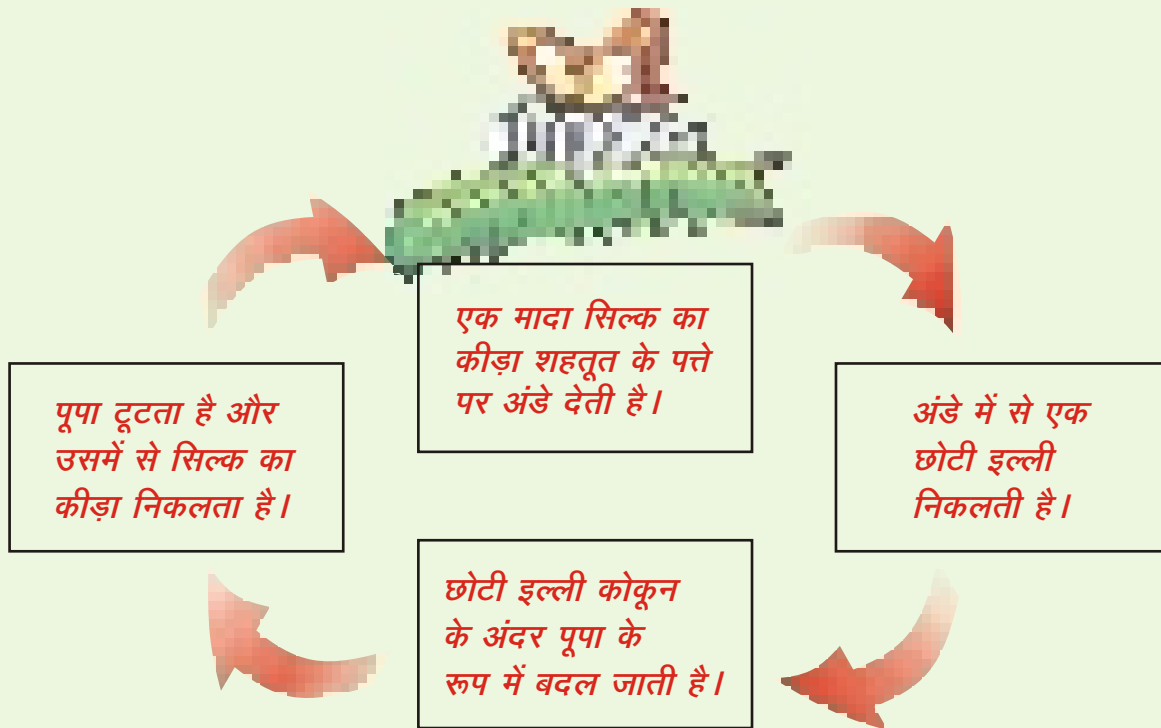 एक मादा सिल्क का
कीड़ा शहतूत के पत्ते
पर अंडे देती है।
अंडे में से एक
छोटी इल्ली
निकलती है।
छोटी इल्ली कोकून
के अंदर पूपा के
रूप में बदल जाती है।
पूपा टूटता है और
उसमें से सिल्क का
कीड़ा निकलता है।